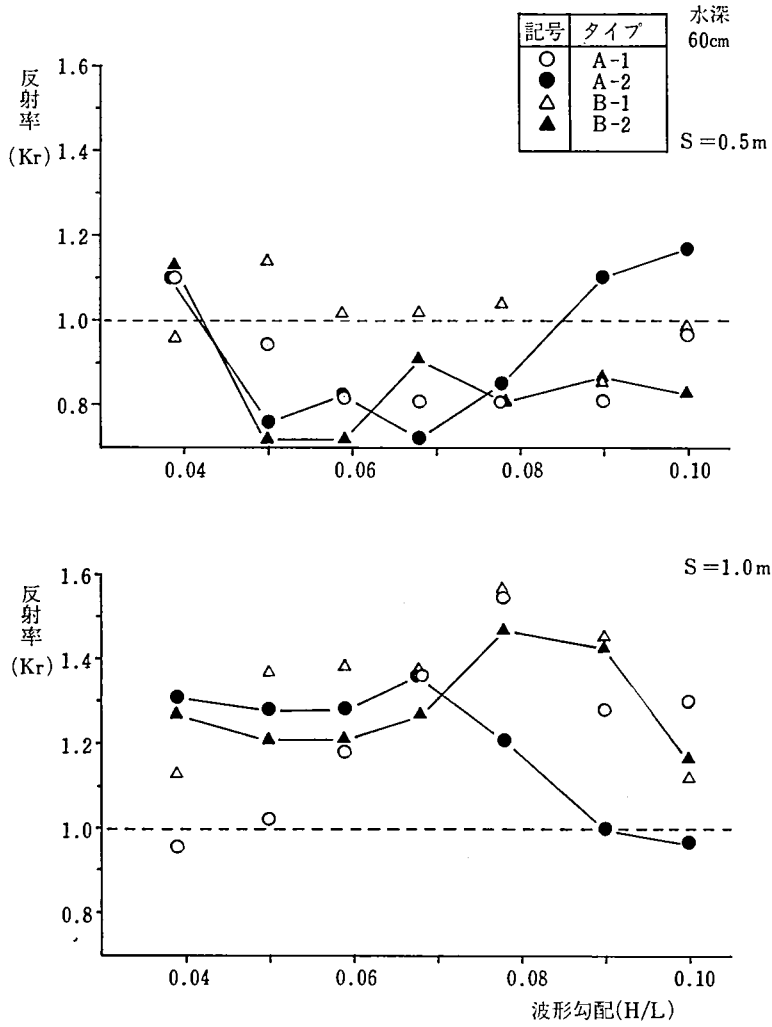 水深
60cm
記号 タイプ
○ A-1
● A-2
△ B-1
▲ B-2
S=0.5m
反射率
(Kr)
1.6
1.4
1.2
1.0
0.8
0.04 0.06 0.08 0.10
S=1.0m
反射率
(Kr)
1.6
1.4
1.2
1.0
0.8
0.04 0.06 0.08 0.10
波形勾配(H/L)